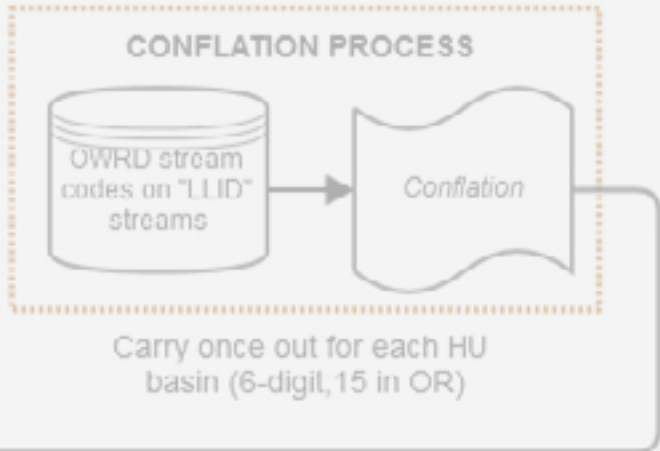 CONFLATION PROCESS
OWRD stream
codes on "LLID"
streams
Conflation
Carry once out for each HU
basin (6-digit;15 in OR)